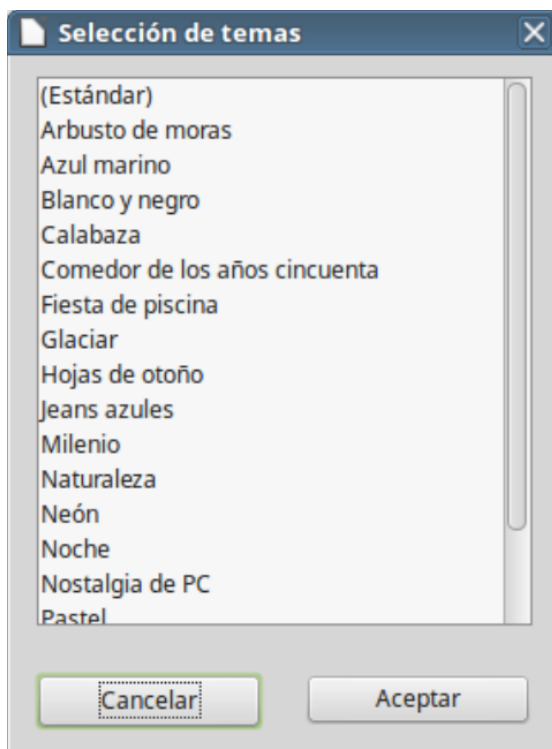 Selección de temas
(Estándar)
Arbusto de moras
Azul marino
Blanco y negro
Calabaza
Comedor de los años cincuenta
Fiesta de piscina
Glaciar
Hojas de otoño
Jeans azules
Milenio
Naturaleza
Neón
Noche
Nostalgia de PC
Pastel
Cancelar
Aceptar